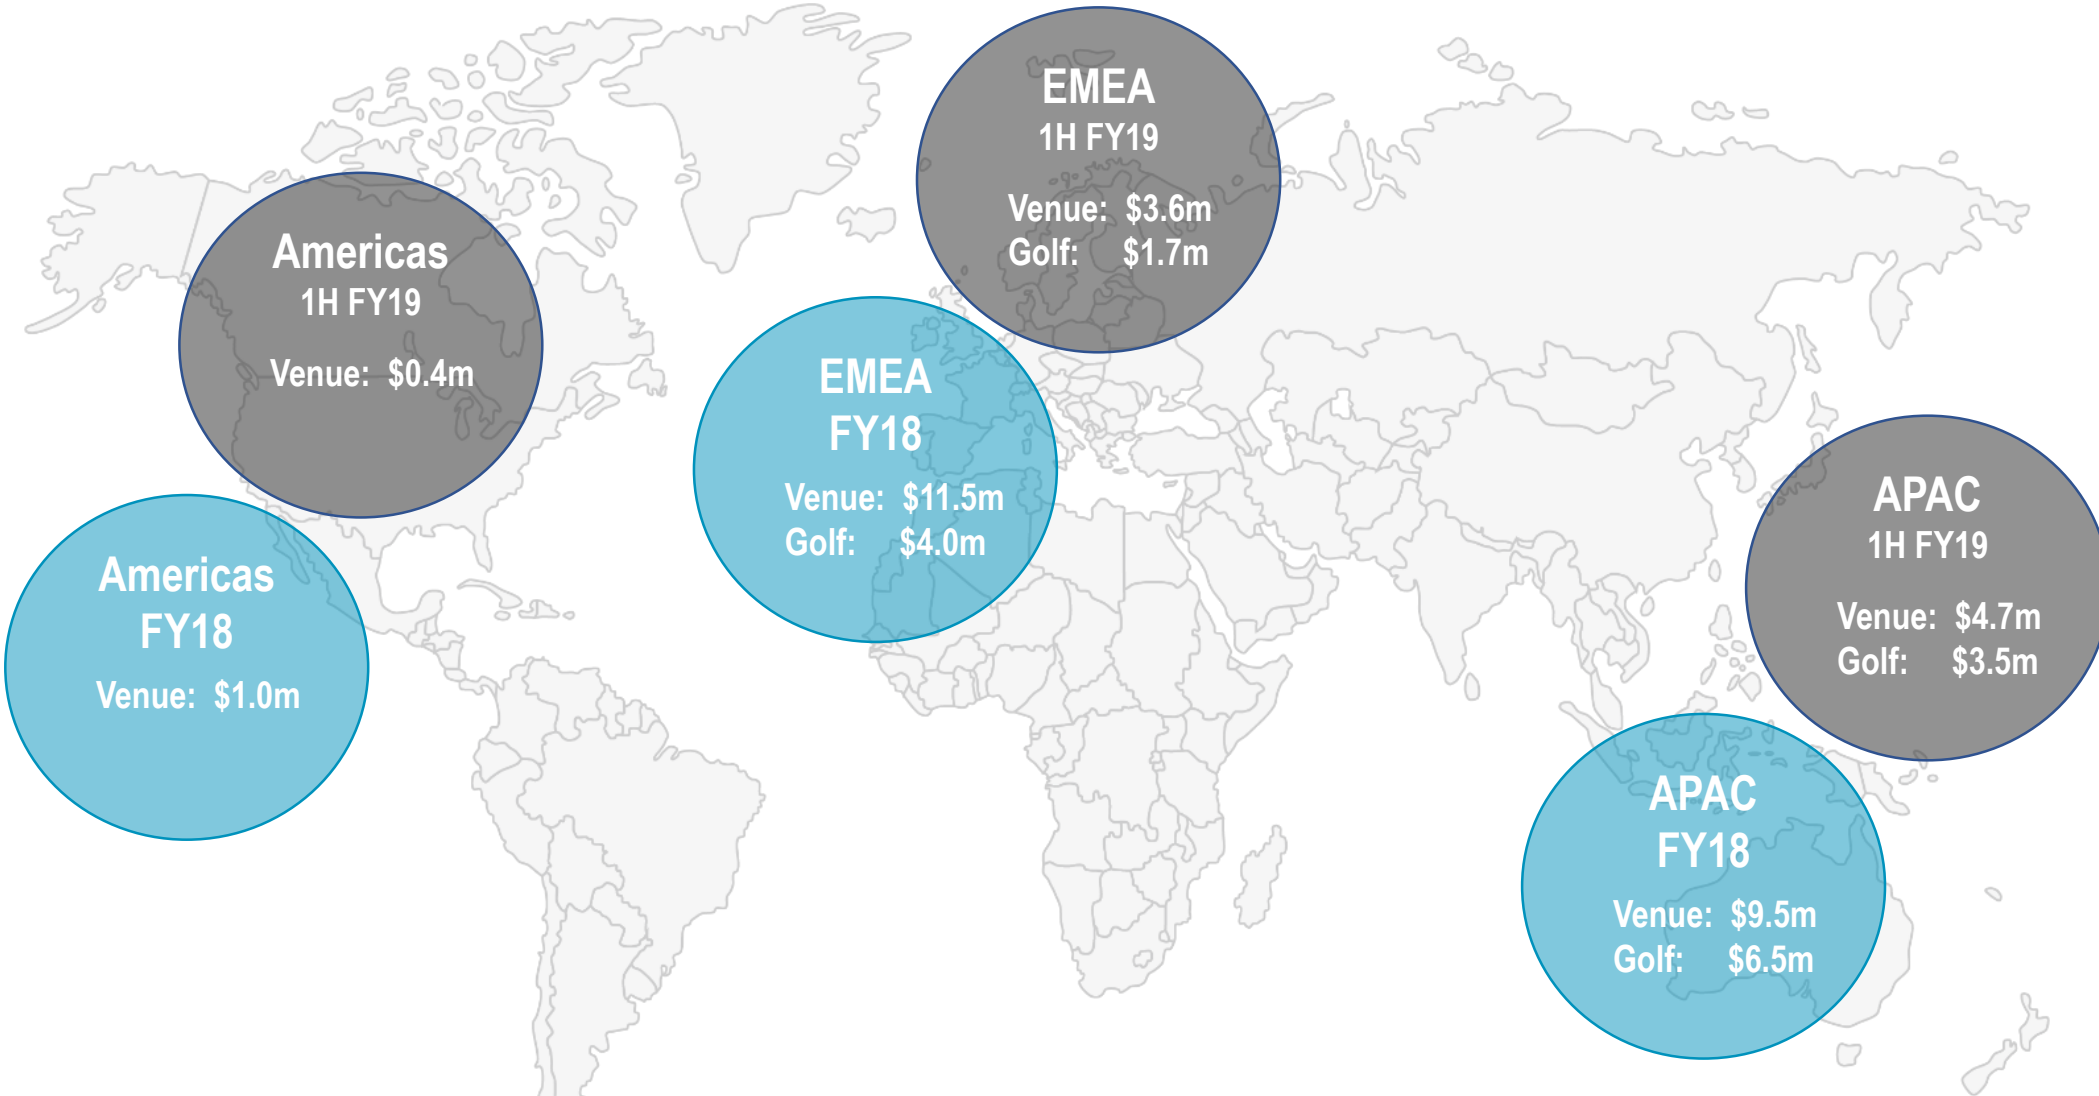 EMEA
1H FY19
Venue: $3.6m
Golf: $1.7m
Americas
1H FY19
Venue: $0.4m
EMEA
FY18
Venue: $11.5m
Golf: $4.0m
APAC
1H FY19
Venue: $4.7m
Golf: $3.5m
Americas
FY18
Venue: $1.0m
APAC
FY18
Venue: $9.5m
Golf: $6.5m